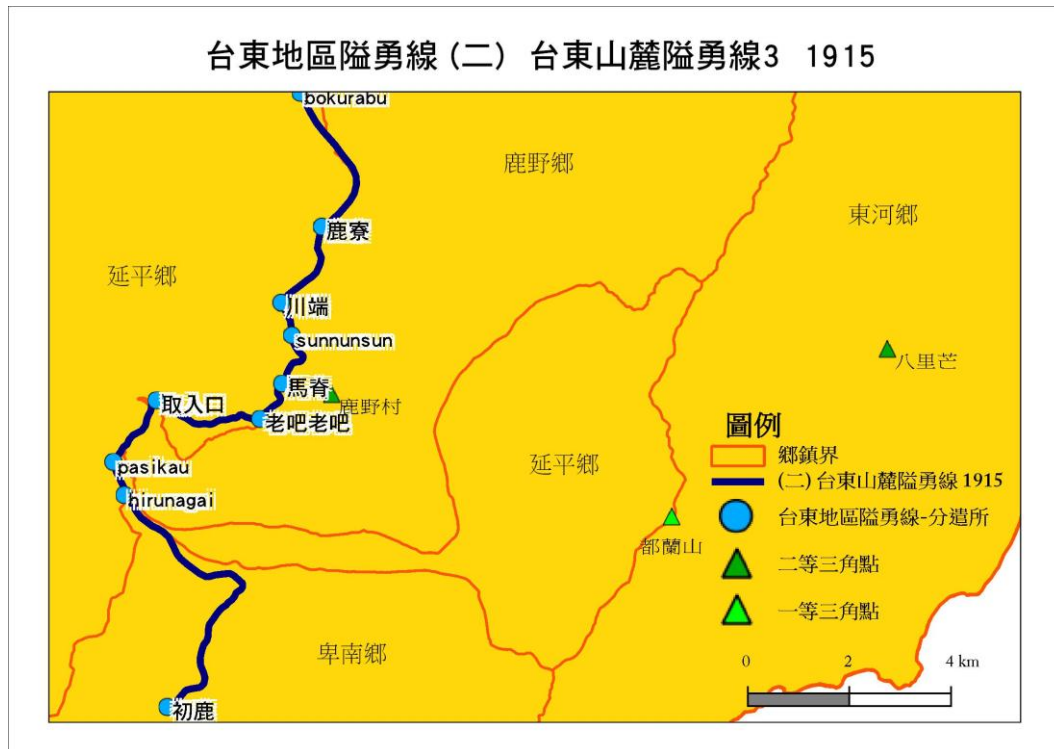 台東地區隘勇線 (二)  台東山麓隘勇線3  1915
bokurabu
鹿野鄉
東河鄉
鹿寮
延平鄉
川端
sunnunsun
八里芒
馬脊
取入口
鹿野村
老吧老吧
圖例
鄉鎮界
pasikau
延平鄉
(二) 台東山麓隘勇線 1915
hirunagai
台東地區隘勇線-分遣所
都蘭山
二等三角點
一等三角點
卑南鄉
0 2 4 km
初鹿